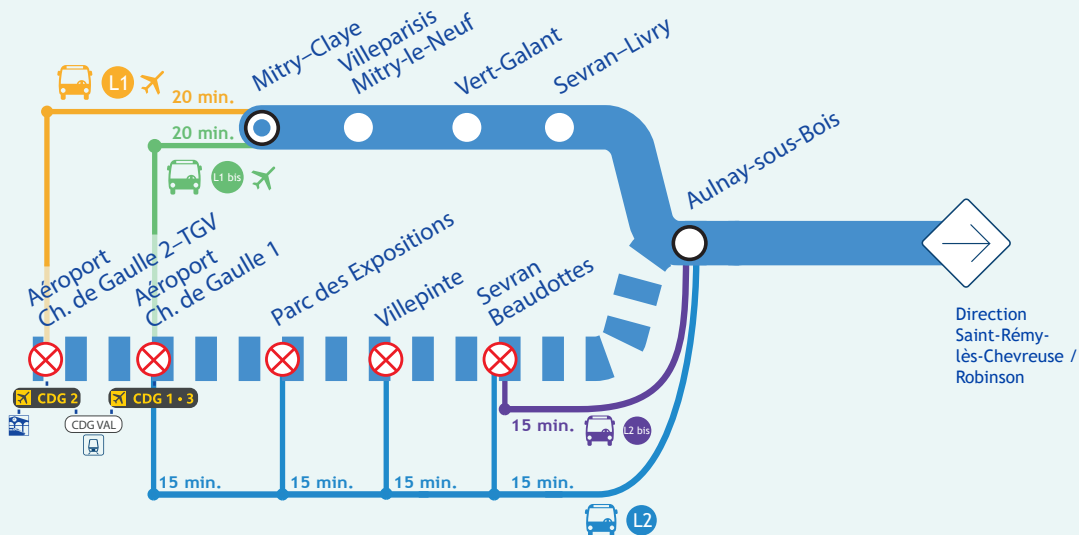 L1
20 min.
20 min.
L1 bis
Mitry–Claye
Villeparisis
Mitry-le-Neuf
Vert-Galant
Sevran–Livry
Aulnay-sous-Bois
Aéroport
Ch. de Gaulle 2–TGV
Aéroport
Ch. de Gaulle 1
Parc des Expositions
Villepinte
Sevran
Beaudottes
Direction
Saint-Rémy-
lès-Chevreuse /
Robinson
CDG 2
CDG 1 • 3
CDG VAL
15 min.
L2 bis
15 min.
15 min.
15 min.
15 min.
L2